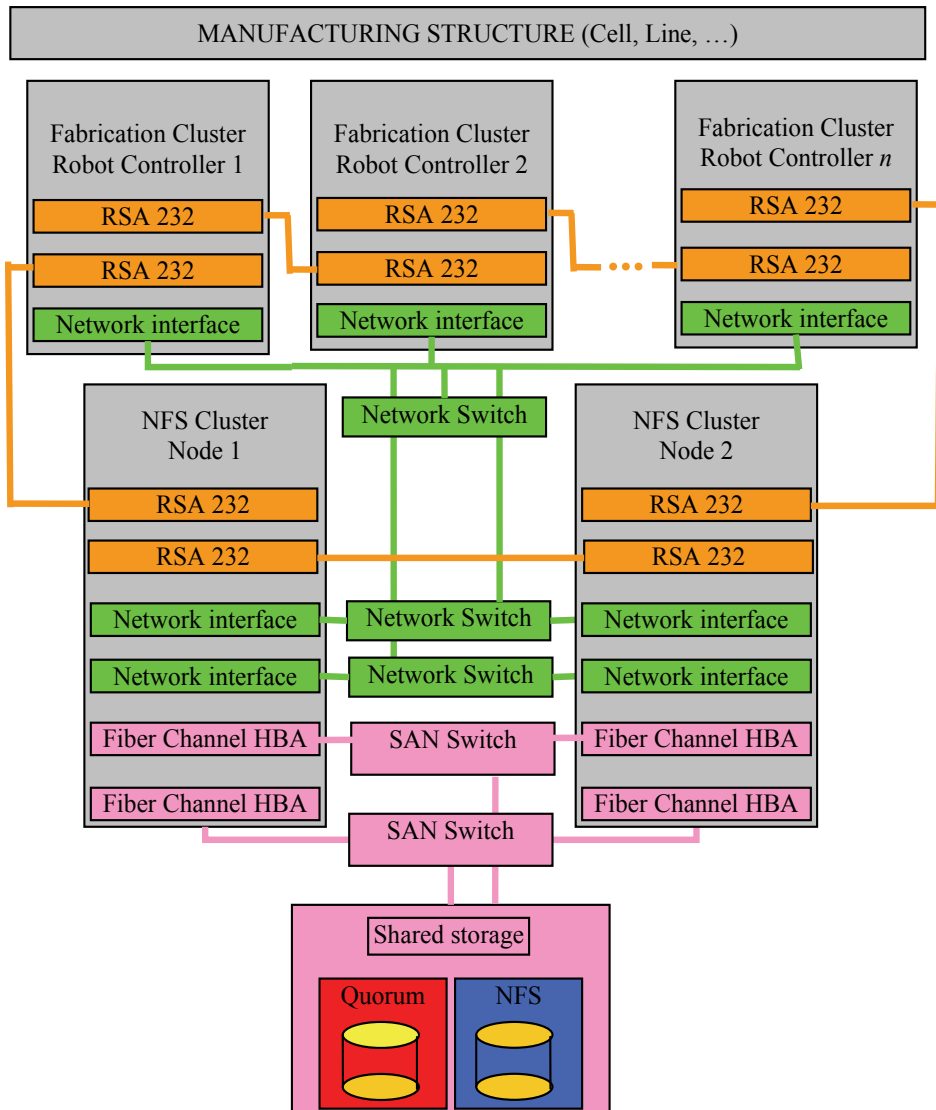 MANUFACTURING STRUCTURE (Cell, Line, …)
Fabrication Cluster
Robot Controller 1
RSA 232
RSA 232
Network interface
Fabrication Cluster
Robot Controller 2
RSA 232
RSA 232
Network interface
Fabrication Cluster
Robot Controller n
RSA 232
RSA 232
Network interface
Network Switch
NFS Cluster
Node 1
RSA 232
RSA 232
Network interface
Network interface
Fiber Channel HBA
Fiber Channel HBA
Network Switch
Network Switch
SAN Switch
SAN Switch
NFS Cluster
Node 2
RSA 232
RSA 232
Network interface
Network interface
Fiber Channel HBA
Fiber Channel HBA
Shared storage
Quorum
NFS